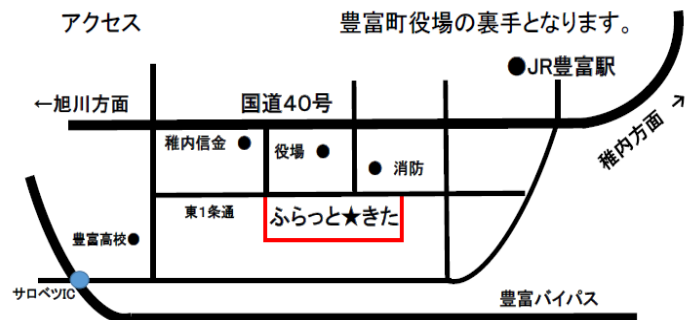 アクセス
豊富町役場の裏手となります。
●JR豊富駅
←旭川方面
国道40号
稚内方面 →
稚内信金 ●
役場 ●
● 消防
東1条通
ふらっと★きた
豊富高校●
サロベツIC
豊富バイパス